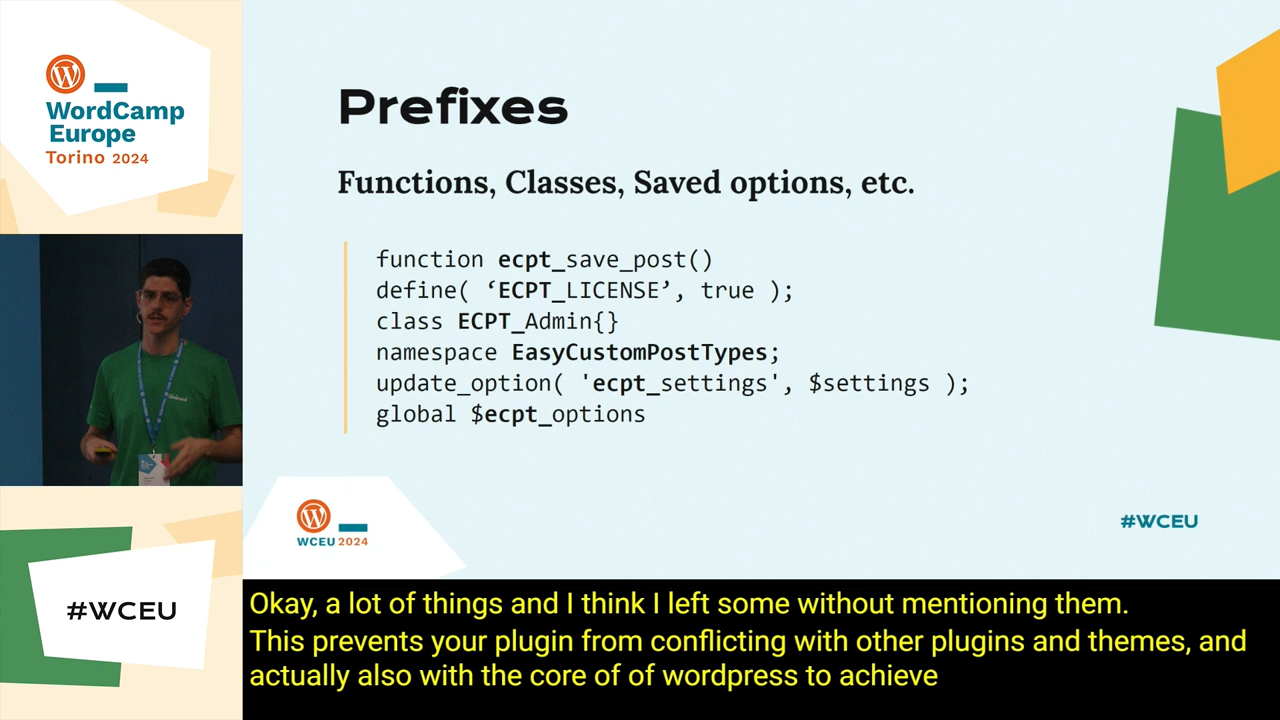 WordCamp
Europe
Torino 2024
Prefixes
Functions, Classes, Saved options, etc.
function ecpt_save_post()
define( ‘ECPT_LICENSE’, true );
class ECPT_Admin{}
namespace EasyCustomPostTypes;
update_option( 'ecpt_settings', $settings );
global $ecpt_options
WCEU 2024
#WCEU
#WCEU
Okay, a lot of things and I think I left some without mentioning them.
This prevents your plugin from conflicting with other plugins and themes, and
actually also with the core of of wordpress to achieve